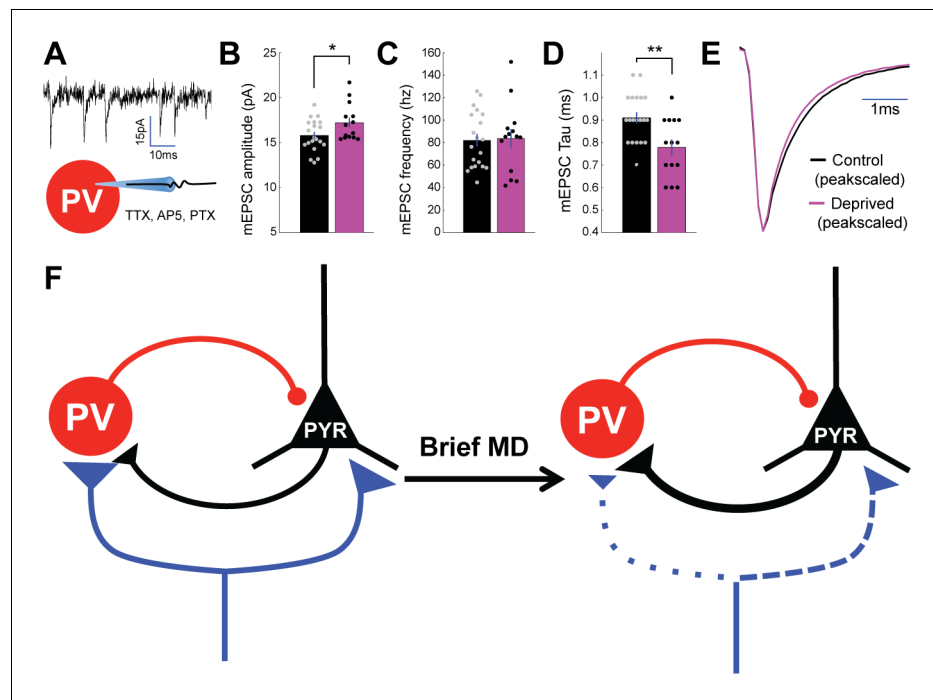 A
15pA
10ms
PV
TTX, AP5, PTX
B
mEPSC amplitude (pA)
25
20
15
10
5
*
C
mEPSC frequency (hz)
160
140
120
100
80
60
40
20
0
D
mEPSC Tau (ms)
1.1
1.0
0.9
0.8
0.7
0.6
0.5
0.4
**
E
1ms
Control
(peakscaled)
Deprived
(peakscaled)
F
PV
PYR
Brief MD
PV
PYR